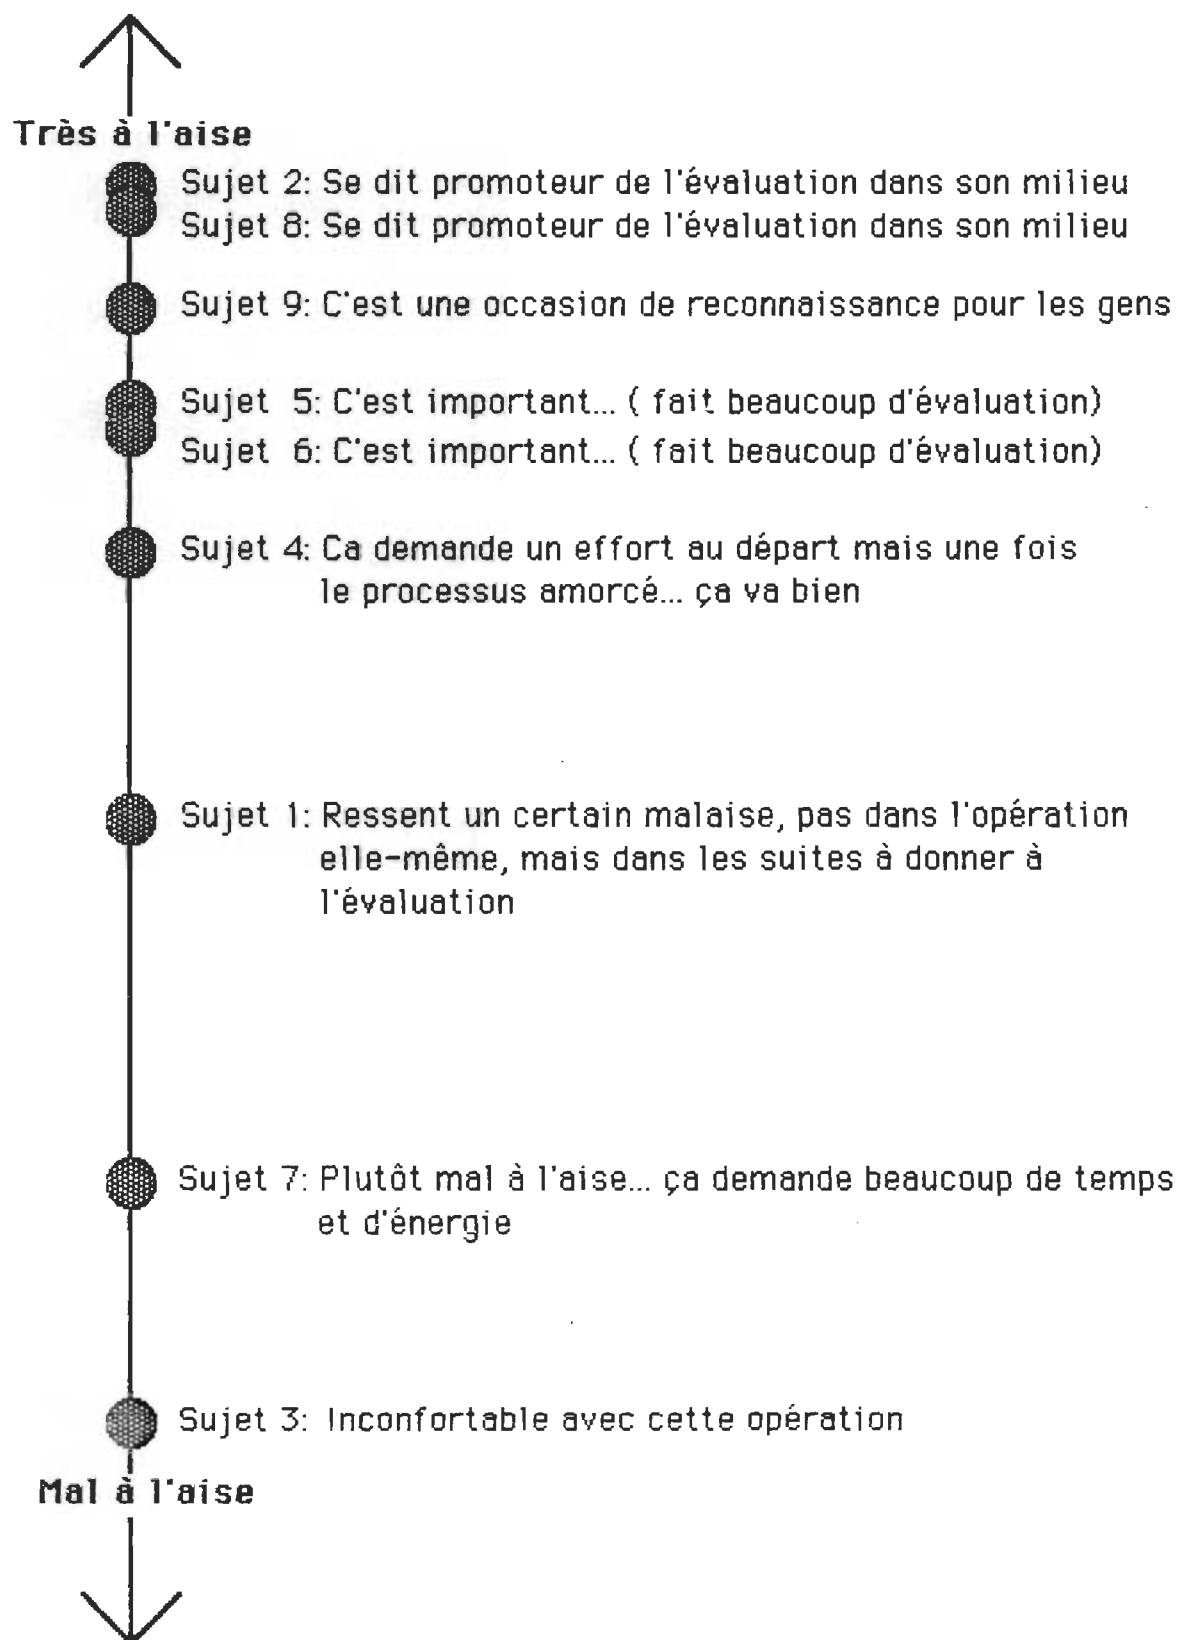 Très à l'aise
Sujet 2: Se dit promoteur de l'évaluation dans son milieu
Sujet 8: Se dit promoteur de l'évaluation dans son milieu
Sujet 9: C'est une occasion de reconnaissance pour les gens
Sujet 5: C'est important... ( fait beaucoup d'évaluation)
Sujet 6: C'est important... ( fait beaucoup d'évaluation)
Sujet 4: Ca demande un effort au départ mais une fois
le processus amorcé... ça va bien
Sujet 1: Ressent un certain malaise, pas dans l'opération
elle-même, mais dans les suites à donner à
l'évaluation
Sujet 7: Plutôt mal à l'aise... ça demande beaucoup de temps
et d'énergie
Sujet 3: Inconfortable avec cette opération
Mal à l'aise